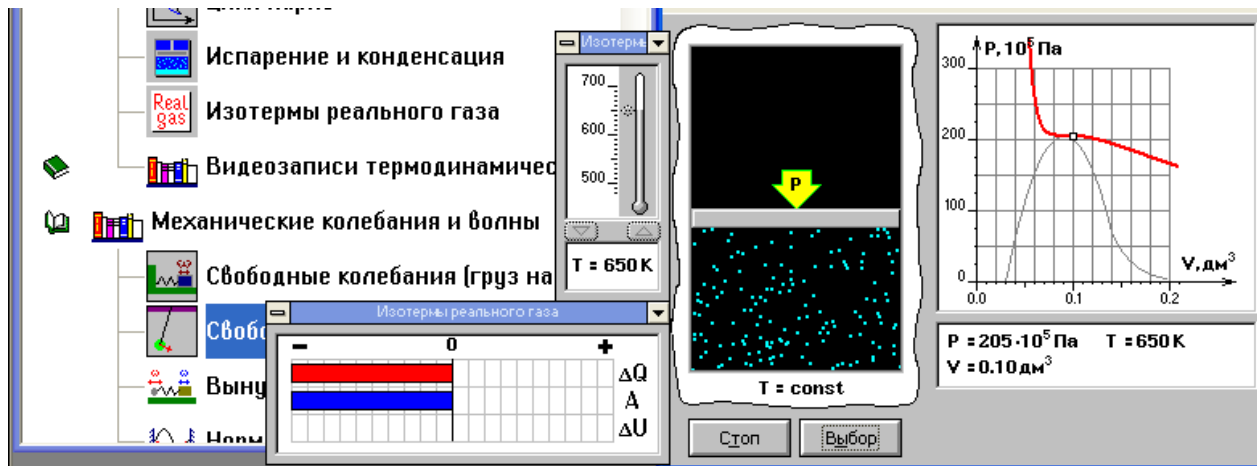 Испарение и конденсация
Real
gas
Изотермы реального газа
Видеозаписи термодинамичес
Механические колебания и волны
Свободные колебания (груз на
Своб
Выну
Изотермы
700
600
500
T = 650 K
Изотермы реального газа
− 0 +
ΔQ
A
ΔU
P
T = const
Стоп Выбор
P, 10⁵ Па
300
200
100
0
V, дм³
0.0 0.1 0.2
P = 205·10⁵ Па T = 650 K
V = 0.10 дм³